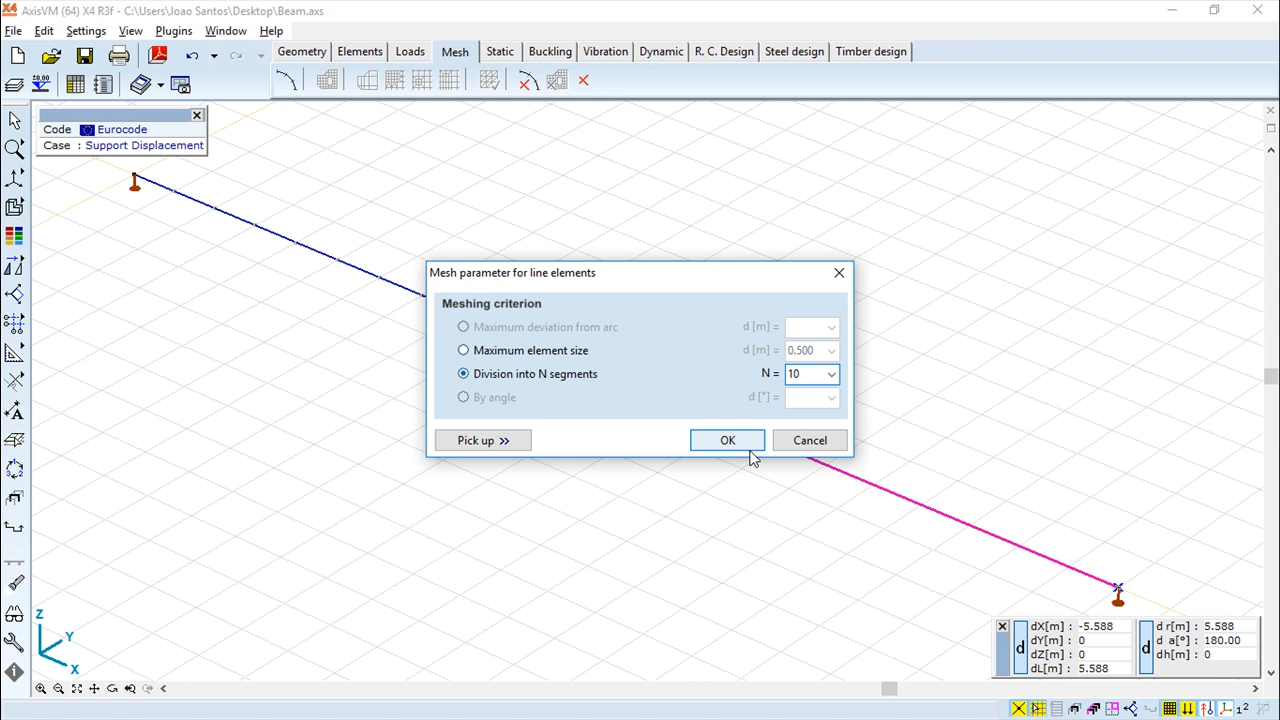 X4 AxisVM (64) X4 R3f - C:\Users\Joao Santos\Desktop\Beam.axs
File Edit Settings View Plugins Window Help
Geometry Elements Loads Mesh Static Buckling Vibration Dynamic R. C. Design Steel design Timber design
Code Eurocode
Case : Support Displacement
Mesh parameter for line elements
Meshing criterion
Maximum deviation from arc d [m] =
Maximum element size d [m] = 0.500
Division into N segments N = 10
By angle d [°] =
Pick up >> OK Cancel
Z
Y
X
dX[m] : -5.588
dY[m] : 0
dZ[m] : 0
dL[m] : 5.588
d
d r[m] : 5.588
d a[°] : 180.00
dh[m] : 0
d